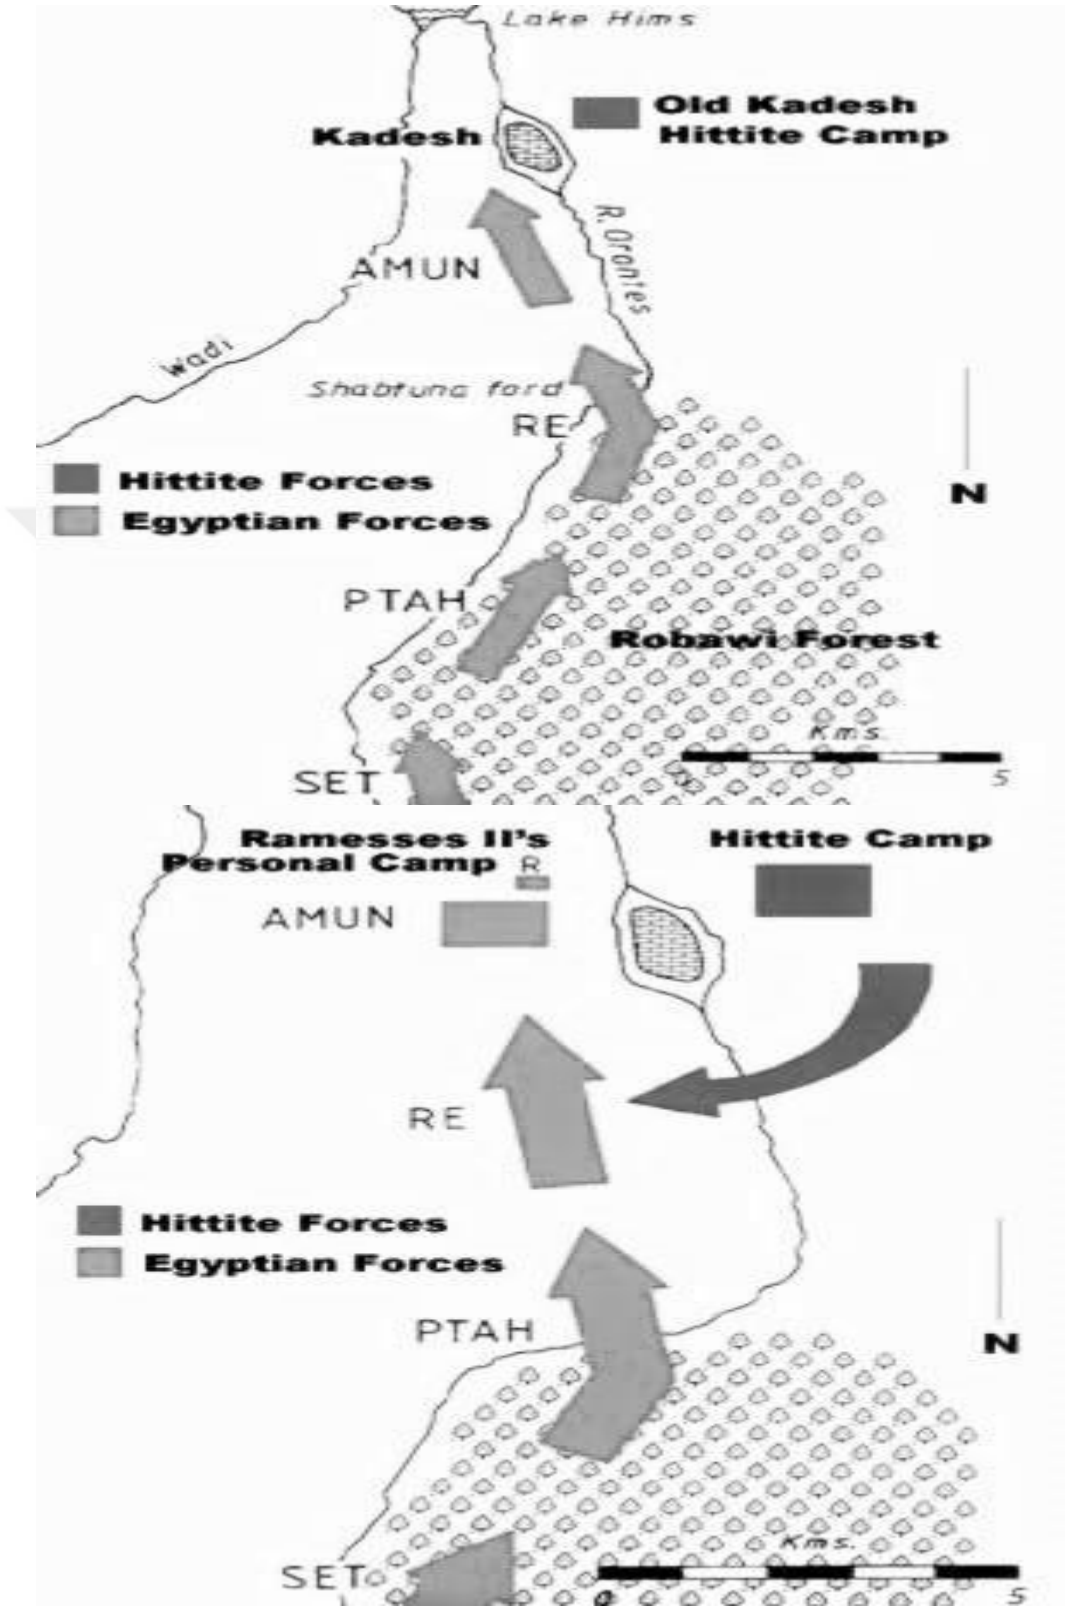 Lake Hims
Old Kadesh
Hittite Camp
Kadesh
R. Orontes
AMUN
Wadi
Shabtuna ford
RE
Hittite Forces
N
Egyptian Forces
PTAH
Robawi Forest
Kms.
SET
5
Ramesses II's
Personal Camp R
Hittite Camp
AMUN
RE
Hittite Forces
Egyptian Forces
PTAH
N
Kms.
SET
0 5